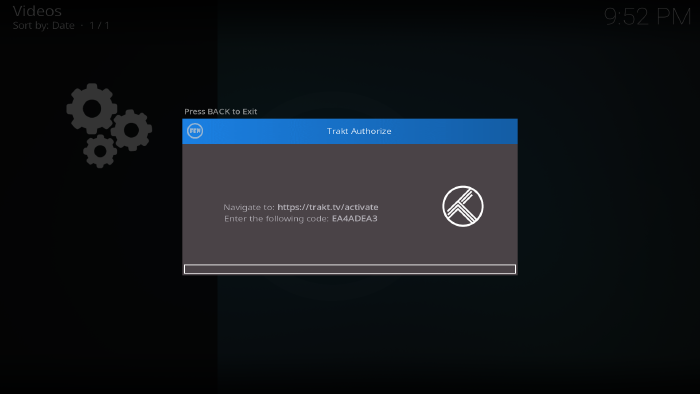 Videos
Sort by: Date · 1 / 1
9:52 PM
Press BACK to Exit
FEN
Trakt Authorize
Navigate to: https://trakt.tv/activate
Enter the following code: EA4ADEA3